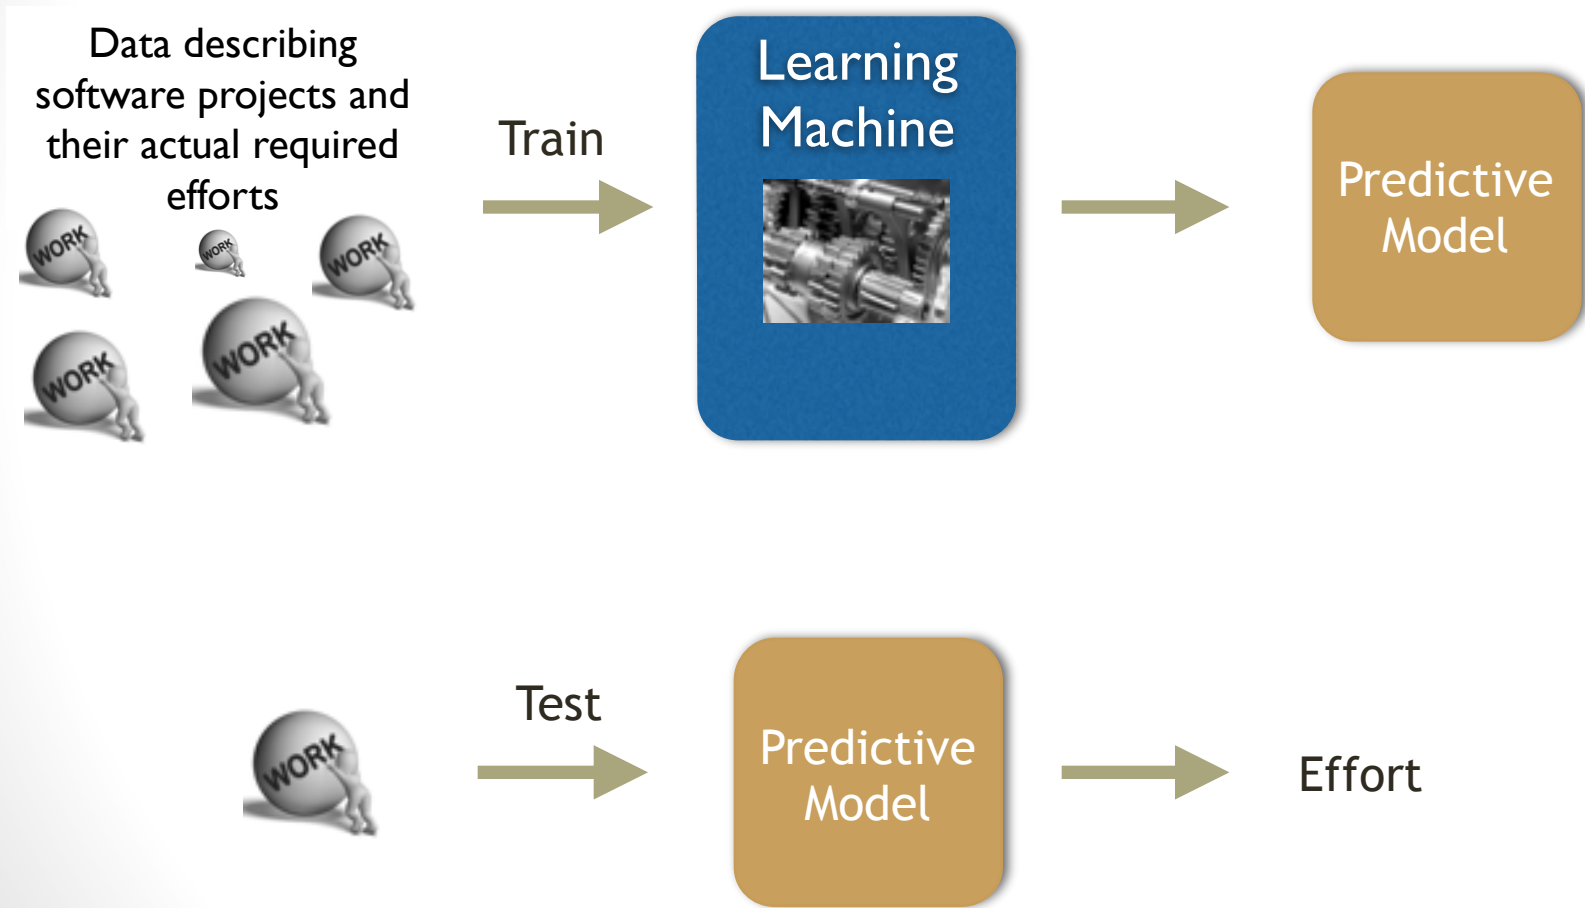 Data describing
software projects and
their actual required
efforts
WORK
WORK
WORK
WORK
WORK
Train
Learning
Machine
Predictive
Model
WORK
Test
Predictive
Model
Effort